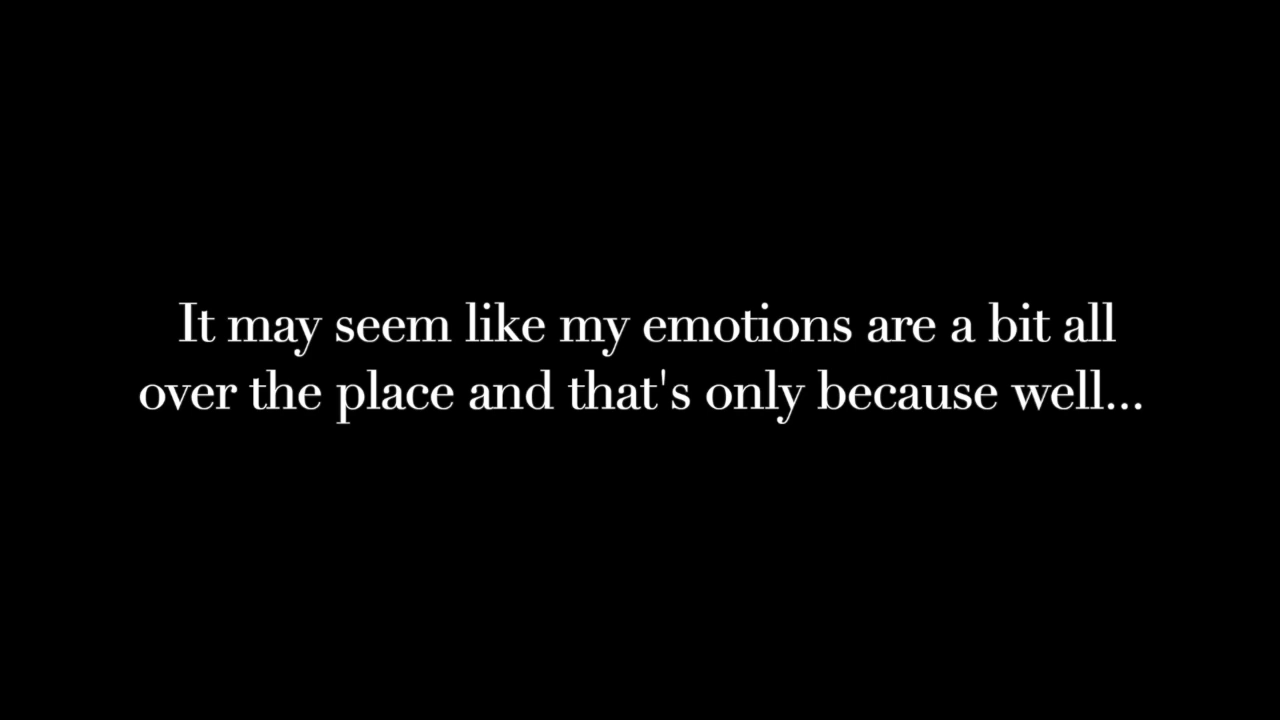 It may seem like my emotions are a bit all
over the place and that's only because well...